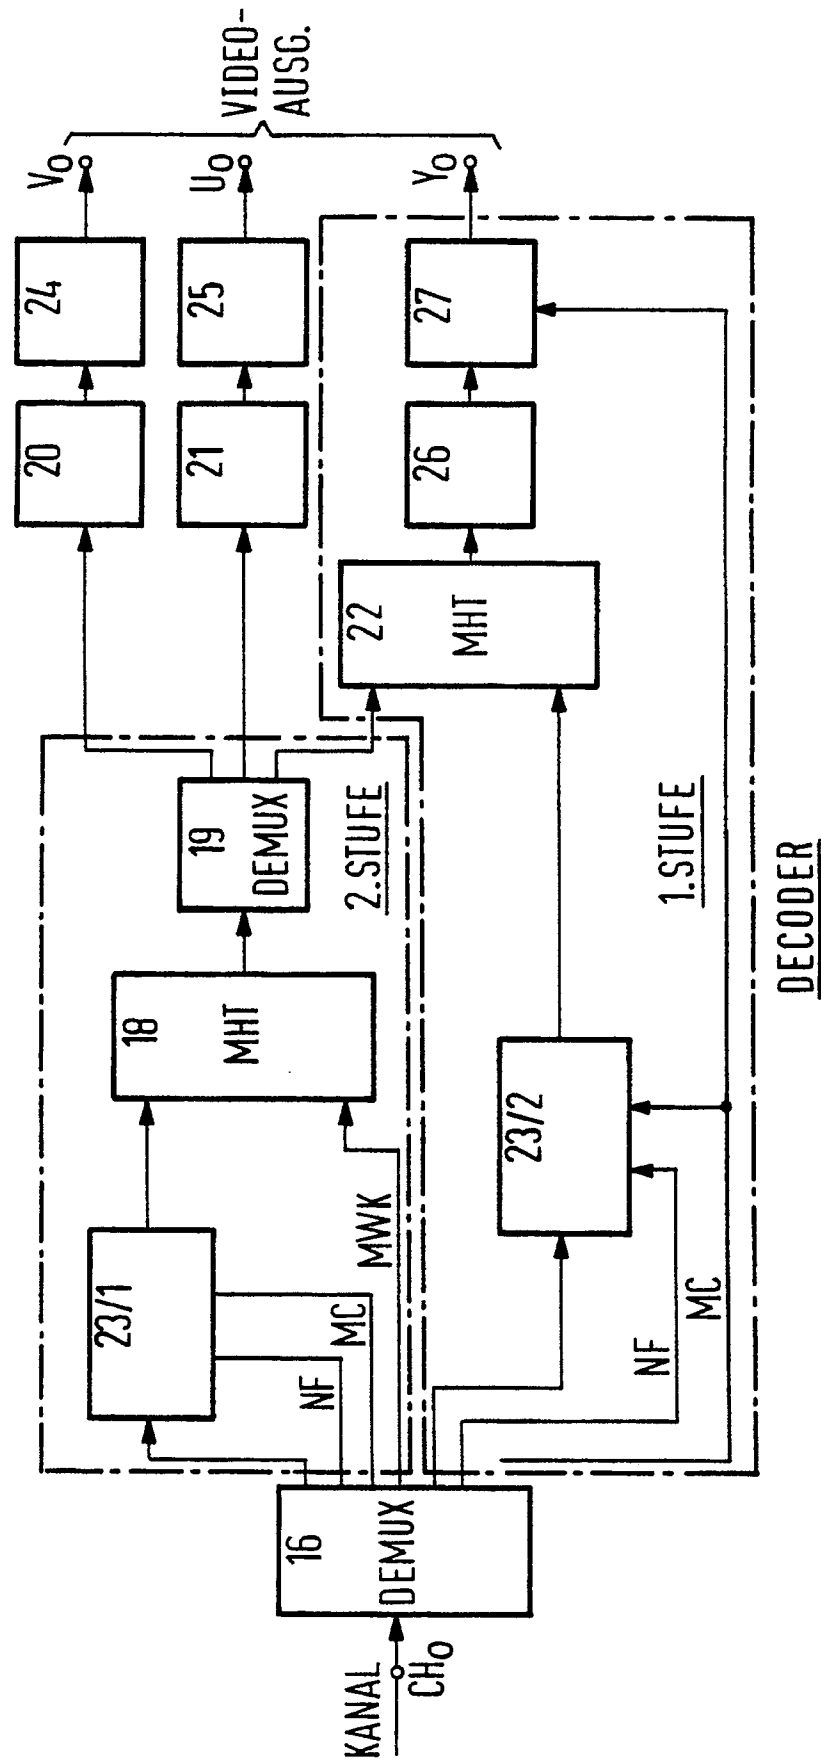 KANAL
CH0
16
DEMUX
NF
MC
MWK
23/1
18
MHT
19
DEMUX
2.STUFE
20
24
V0
21
25
U0
VIDEO-
AUSG.
NF
MC
23/2
22
MHT
26
27
Y0
1.STUFE
DECODER